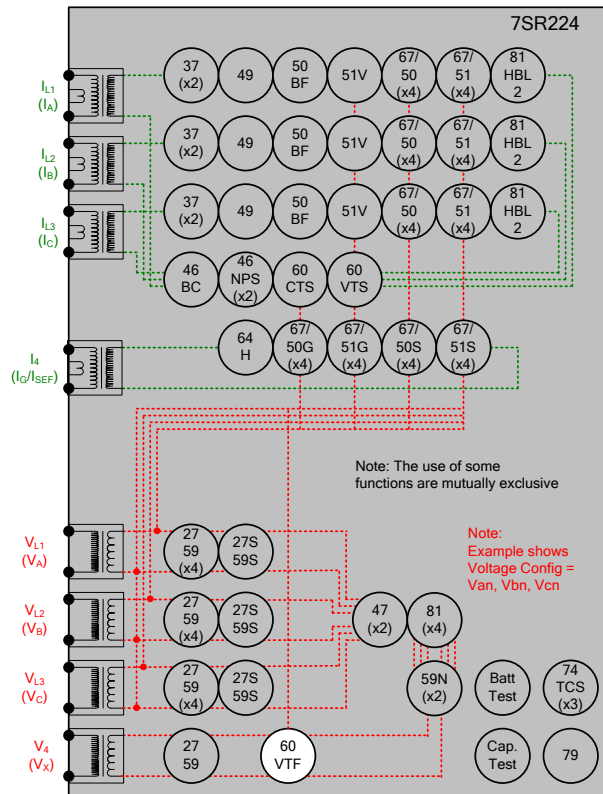 7SR224
IL1
(IA)
37
(x2)
49
50
BF
51V
67/
50
(x4)
67/
51
(x4)
81
HBL
2
IL2
(IB)
37
(x2)
49
50
BF
51V
67/
50
(x4)
67/
51
(x4)
81
HBL
2
IL3
(IC)
37
(x2)
49
50
BF
51V
67/
50
(x4)
67/
51
(x4)
81
HBL
2
46
BC
46
NPS
(x2)
60
CTS
60
VTS
I4
(IG/ISEF)
64
H
67/
50G
(x4)
67/
51G
(x4)
67/
50S
(x4)
67/
51S
(x4)
Note: The use of some
functions are mutually exclusive
Note:
Example shows
Voltage Config =
Van, Vbn, Vcn
VL1
(VA)
27
59
(x4)
27S
59S
VL2
(VB)
27
59
(x4)
27S
59S
47
(x2)
81
(x4)
VL3
(VC)
27
59
(x4)
27S
59S
59N
(x2)
Batt
Test
74
TCS
(x3)
V4
(VX)
27
59
60
VTF
Cap.
Test
79